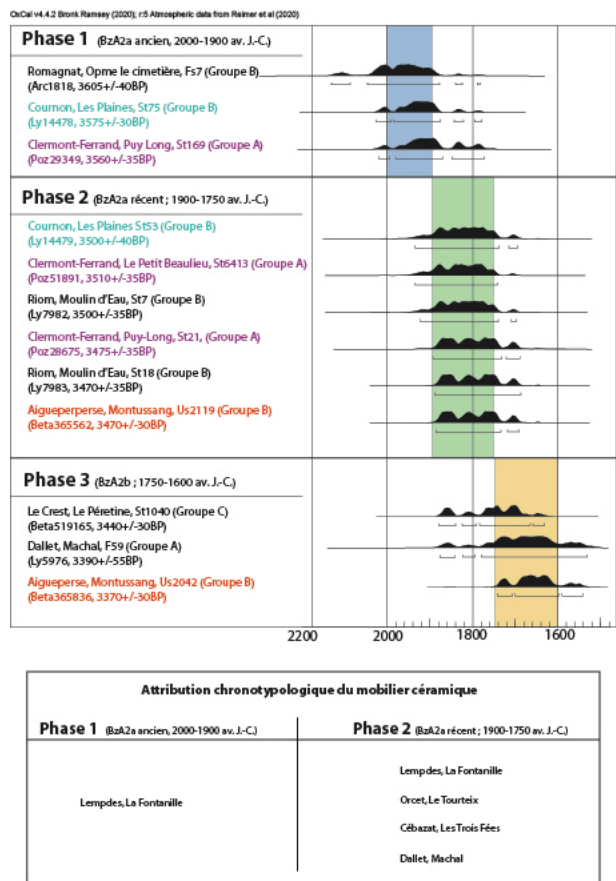 OxCal v4.4.2 Bronk Ramsey (2020); r:5 Atmospheric data from Reimer et al (2020)
Phase 1 (BzA2a ancien, 2000-1900 av. J.-C.)
Romagnat, Opme le cimetière, Fs7 (Groupe B)
(Arc1818, 3605+/-40BP)
Cournon, Les Plaines, St75 (Groupe B)
(Ly14478, 3575+/-30BP)
Clermont-Ferrand, Puy Long, St169 (Groupe A)
(Poz29349, 3560+/-35BP)
Phase 2 (BzA2a récent ; 1900-1750 av. J.-C.)
Cournon, Les Plaines St53 (Groupe B)
(Ly14479, 3500+/-40BP)
Clermont-Ferrand, Le Petit Beaulieu, St6413 (Groupe A)
(Poz51891, 3510+/-35BP)
Riom, Moulin d'Eau, St7 (Groupe B)
(Ly7982, 3500+/-35BP)
Clermont-Ferrand, Puy-Long, St21, (Groupe A)
(Poz28675, 3475+/-35BP)
Riom, Moulin d'Eau, St18 (Groupe B)
(Ly7983, 3470+/-35BP)
Aigueperperse, Montussang, Us2119 (Groupe B)
(Beta365562, 3470+/-30BP)
Phase 3 (BzA2b ; 1750-1600 av. J.-C.)
Le Crest, Le Péretine, St1040 (Groupe C)
(Beta519165, 3440+/-30BP)
Dallet, Machal, F59 (Groupe A)
(Ly5976, 3390+/-55BP)
Aigueperse, Montussang, Us2042 (Groupe B)
(Beta365836, 3370+/-30BP)
2200 2000 1800 1600
Attribution chronotypologique du mobilier céramique
Phase 1 (BzA2a ancien, 2000-1900 av. J.-C.)
Phase 2 (BzA2a récent ; 1900-1750 av. J.-C.)
Lempdes, La Fontanille
Lempdes, La Fontanille
Orcet, Le Tourteix
Cébazat, Les Trois Fées
Dallet, Machal